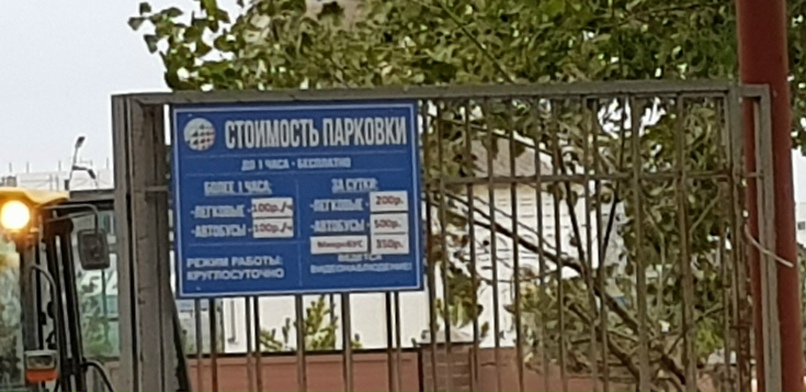 СТОИМОСТЬ ПАРКОВКИ
ДО 1 ЧАСА - БЕСПЛАТНО
БОЛЕЕ 1 ЧАСА:
-ЛЕГКОВЫЕ -100р./ч
-АВТОБУСЫ -100р./ч
РЕЖИМ РАБОТЫ:
КРУГЛОСУТОЧНО
ЗА СУТКИ:
-ЛЕГКОВЫЕ - 200р.
-АВТОБУСЫ - 500р.
МикроБУС 350р.
ВЕДЕТСЯ
ВИДЕОНАБЛЮДЕНИЕ!